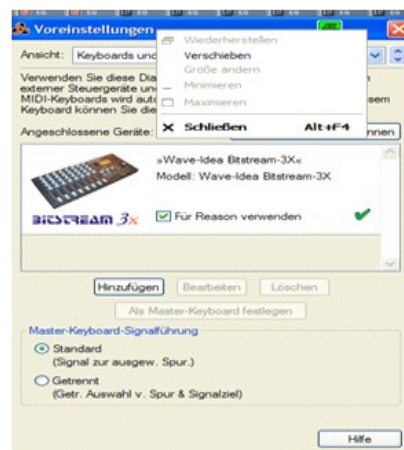 Voreinstellungen
Wiederherstellen
Ansicht: Keyboards und
Verschieben
Größe ändern
Minimieren
Maximieren
Schließen Alt+F4
Verwenden Sie diese Dia
externer Steuergeräte un
MIDI-Keyboards wird aut sem
Keyboard können Sie die
Angeschlossene Geräte: nnen
»Wave-Idea Bitstream-3X«
Modell: Wave-Idea Bitstream-3X
BITSTREAM 3x
Für Reason verwenden
Hinzufügen Bearbeiten Löschen
Als Master-Keyboard festlegen
Master-Keyboard-Signalführung
Standard
(Signal zur ausgew. Spur.)
Getrennt
(Getr. Auswahl v. Spur & Signalziel)
Hilfe